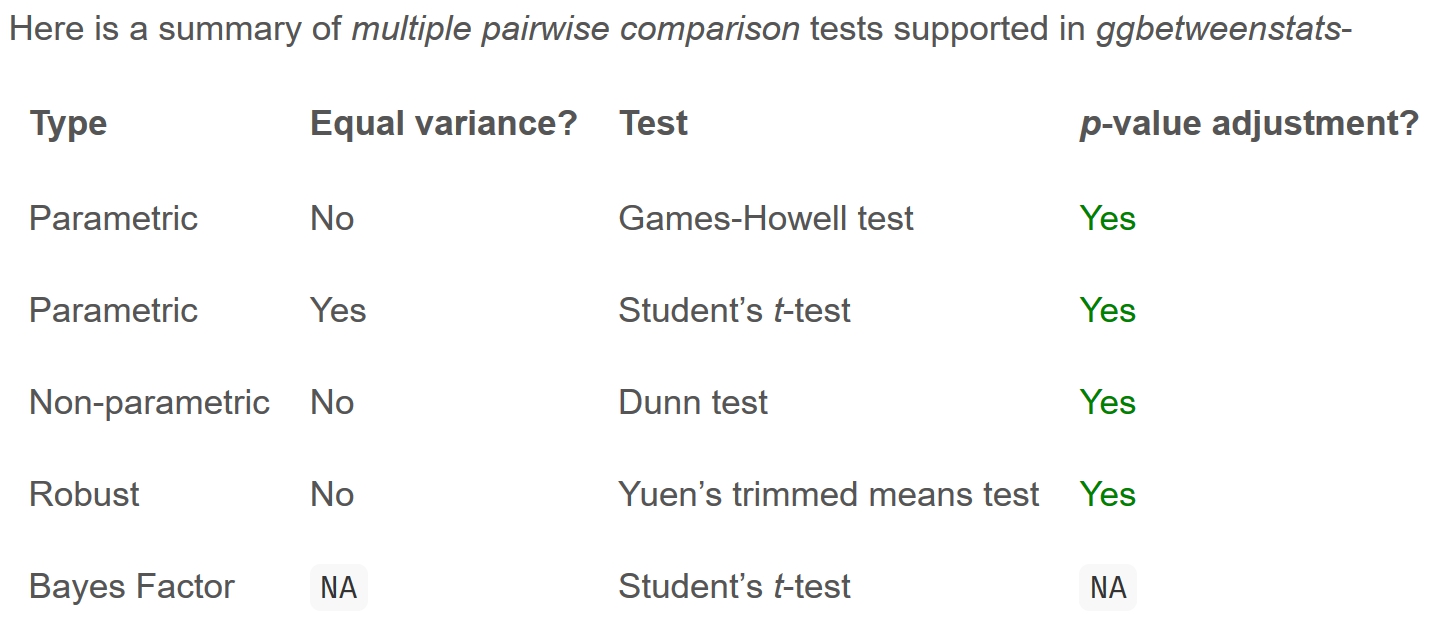 Here is a summary of multiple pairwise comparison tests supported in ggbetweenstats-
Type Equal variance? Test p-value adjustment?
Parametric No Games-Howell test Yes
Parametric Yes Student’s t-test Yes
Non-parametric No Dunn test Yes
Robust No Yuen’s trimmed means test Yes
Bayes Factor NA Student’s t-test NA